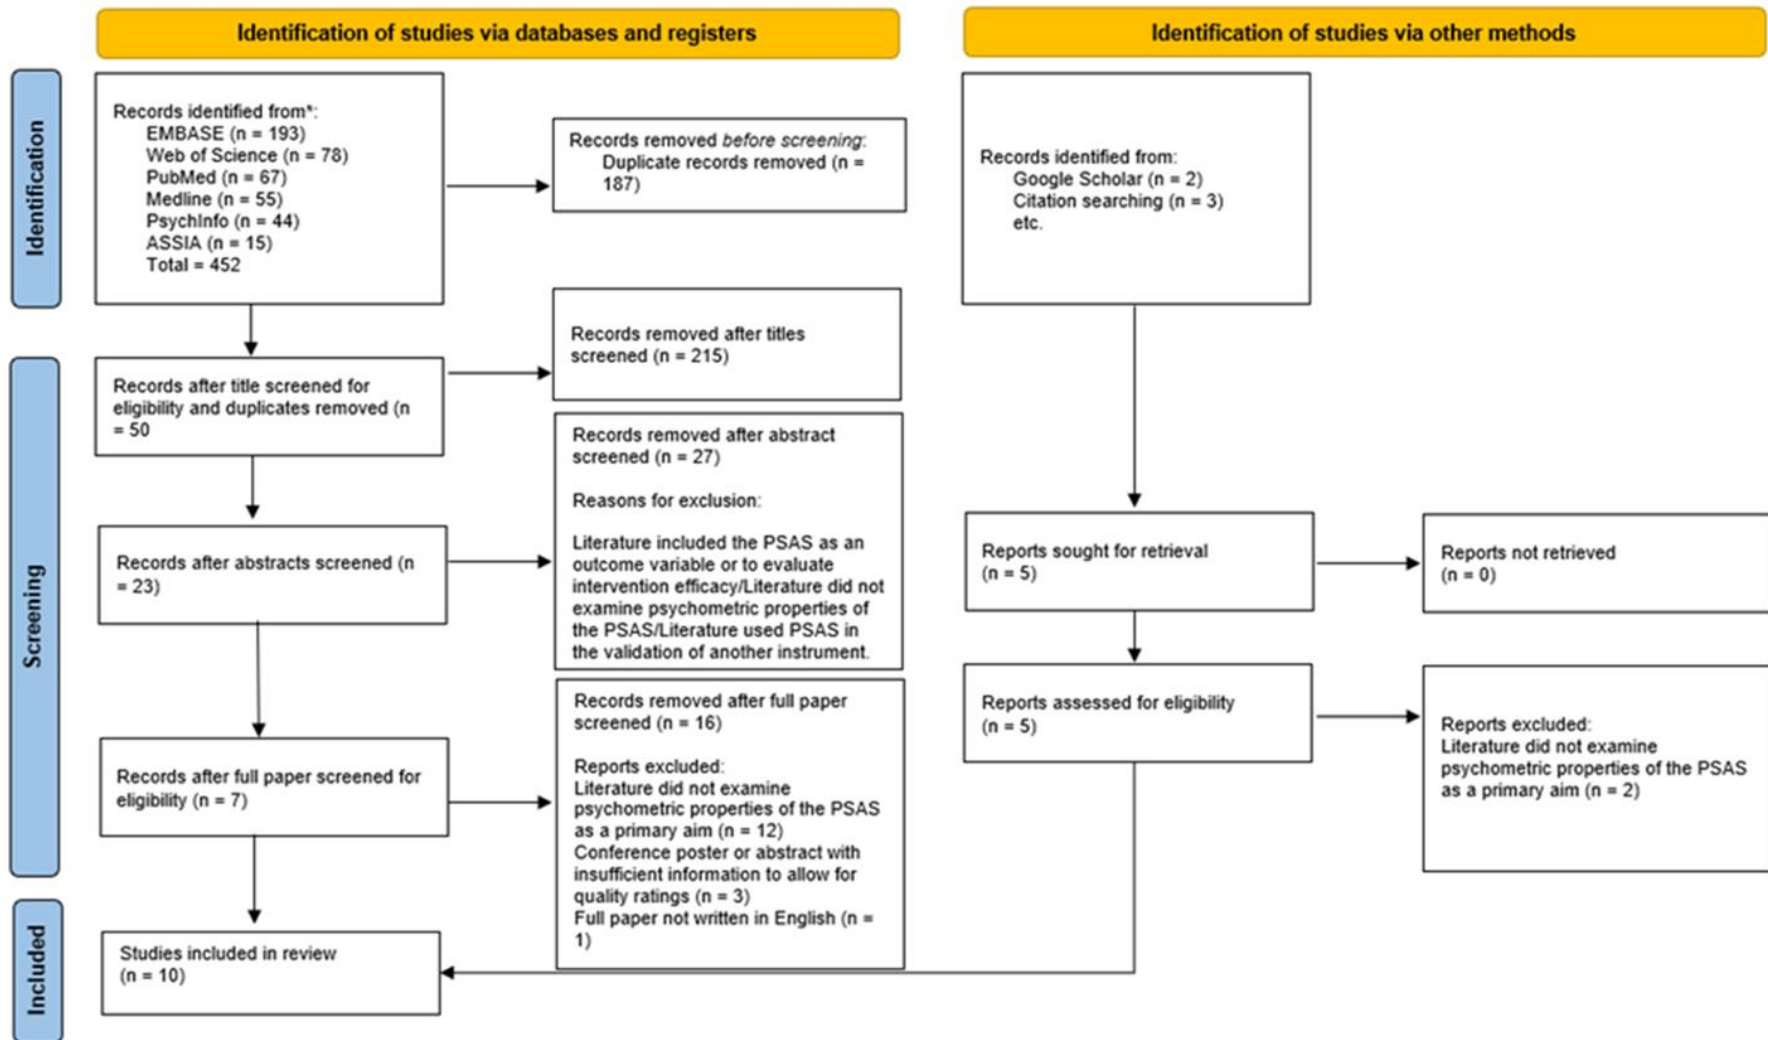 Identification of studies via databases and registers
Identification of studies via other methods
Identification
Records identified from*:
EMBASE (n = 193)
Web of Science (n = 78)
PubMed (n = 67)
Medline (n = 55)
PsychInfo (n = 44)
ASSIA (n = 15)
Total = 452
Records removed before screening:
Duplicate records removed (n =
187)
Records identified from:
Google Scholar (n = 2)
Citation searching (n = 3)
etc.
Screening
Records after title screened for
eligibility and duplicates removed (n
= 50
Records removed after titles
screened (n = 215)
Records after abstracts screened (n
= 23)
Records removed after abstract
screened (n = 27)
Reasons for exclusion:
Literature included the PSAS as an
outcome variable or to evaluate
intervention efficacy/Literature did not
examine psychometric properties of
the PSAS/Literature used PSAS in
the validation of another instrument.
Reports sought for retrieval
(n = 5)
Reports not retrieved
(n = 0)
Records after full paper screened for
eligibility (n = 7)
Records removed after full paper
screened (n = 16)
Reports excluded:
Literature did not examine
psychometric properties of the PSAS
as a primary aim (n = 12)
Conference poster or abstract with
insufficient information to allow for
quality ratings (n = 3)
Full paper not written in English (n =
1)
Reports assessed for eligibility
(n = 5)
Reports excluded:
Literature did not examine
psychometric properties of the PSAS
as a primary aim (n = 2)
Included
Studies included in review
(n = 10)